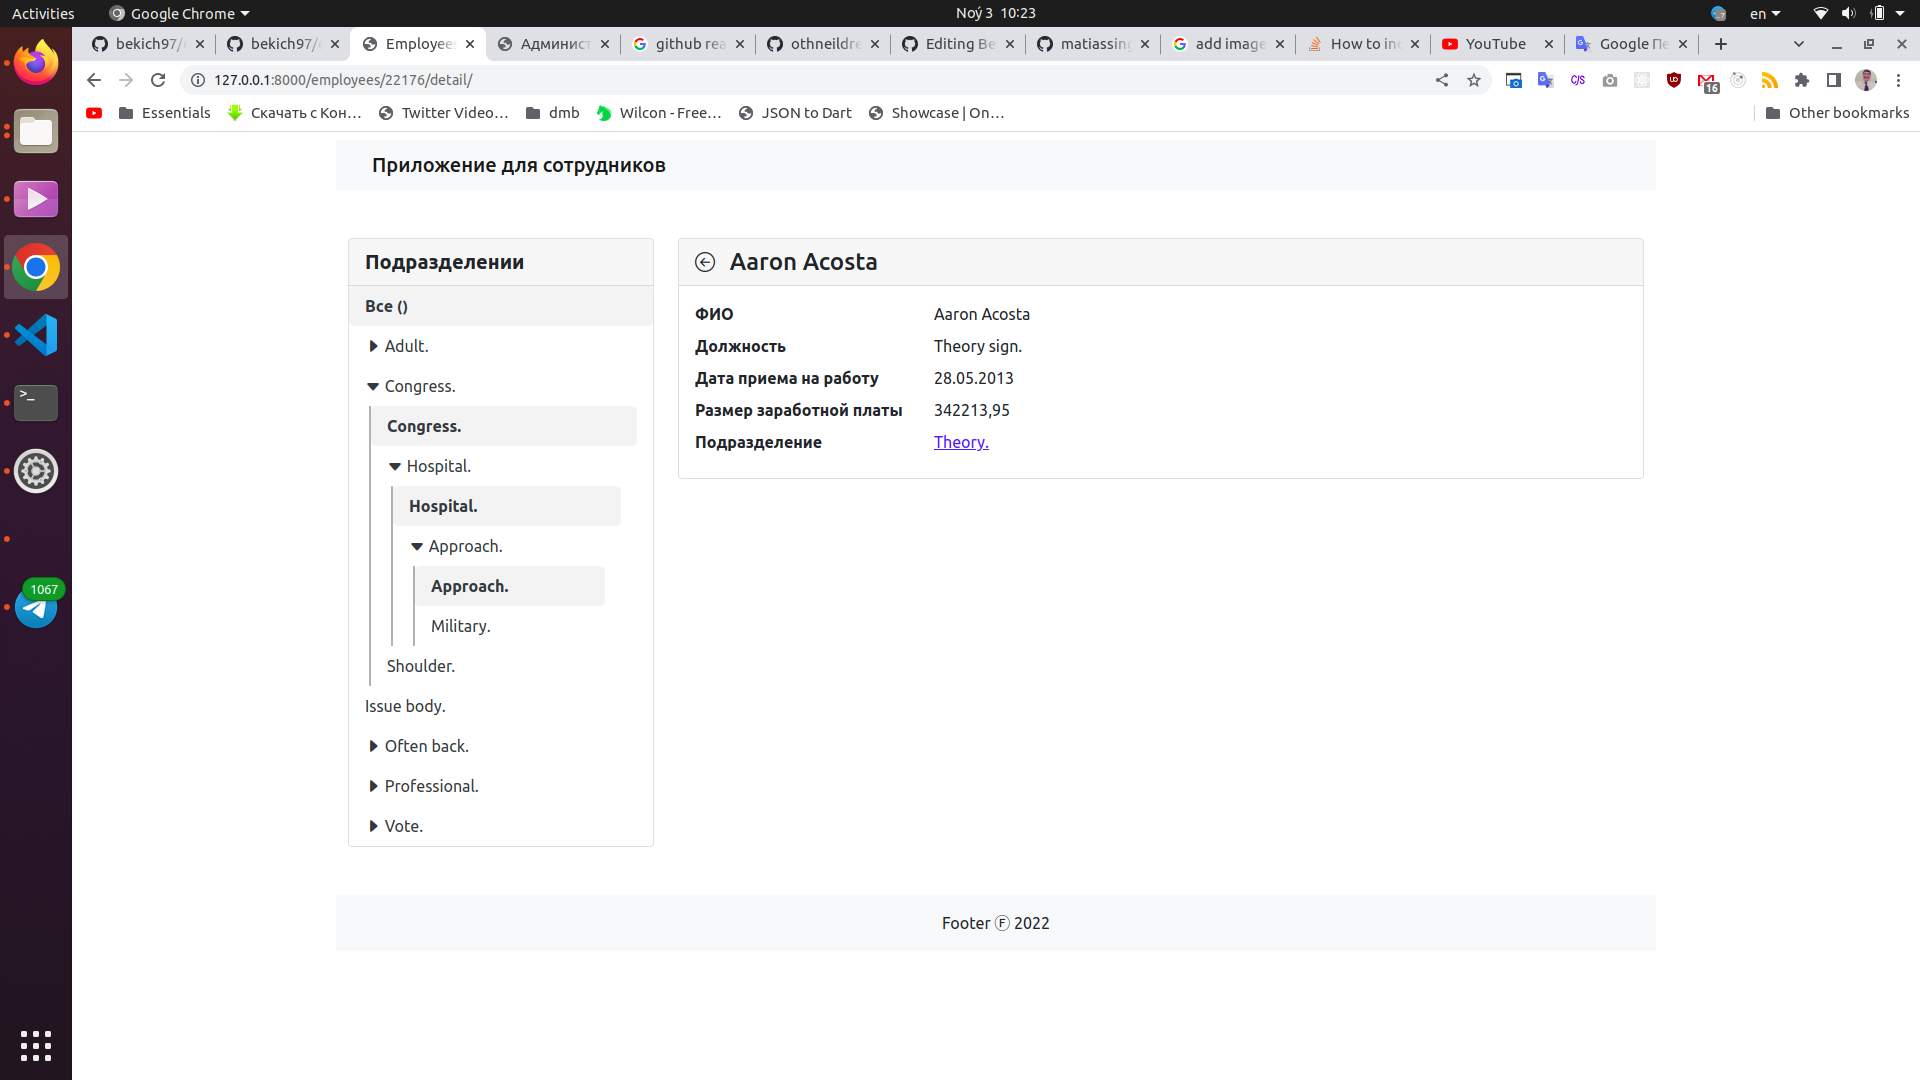 Activities
Google Chrome
Noý 3 10:23
en
bekich97/
bekich97/
Employee
Админист
github rea
othneildre
Editing Be
matiassing
add image
How to inc
YouTube
Google Пе
127.0.0.1:8000/employees/22176/detail/
16
Essentials
Скачать с Кон...
Twitter Video...
dmb
Wilcon - Free...
JSON to Dart
Showcase | On...
Other bookmarks
Приложение для сотрудников
Подразделении
Все ()
Adult.
Congress.
Congress.
Hospital.
Hospital.
Approach.
Approach.
Military.
Shoulder.
Issue body.
Often back.
Professional.
Vote.
Aaron Acosta
ФИО Aaron Acosta
Должность Theory sign.
Дата приема на работу 28.05.2013
Размер заработной платы 342213,95
Подразделение Theory.
1067
Footer Ⓕ 2022